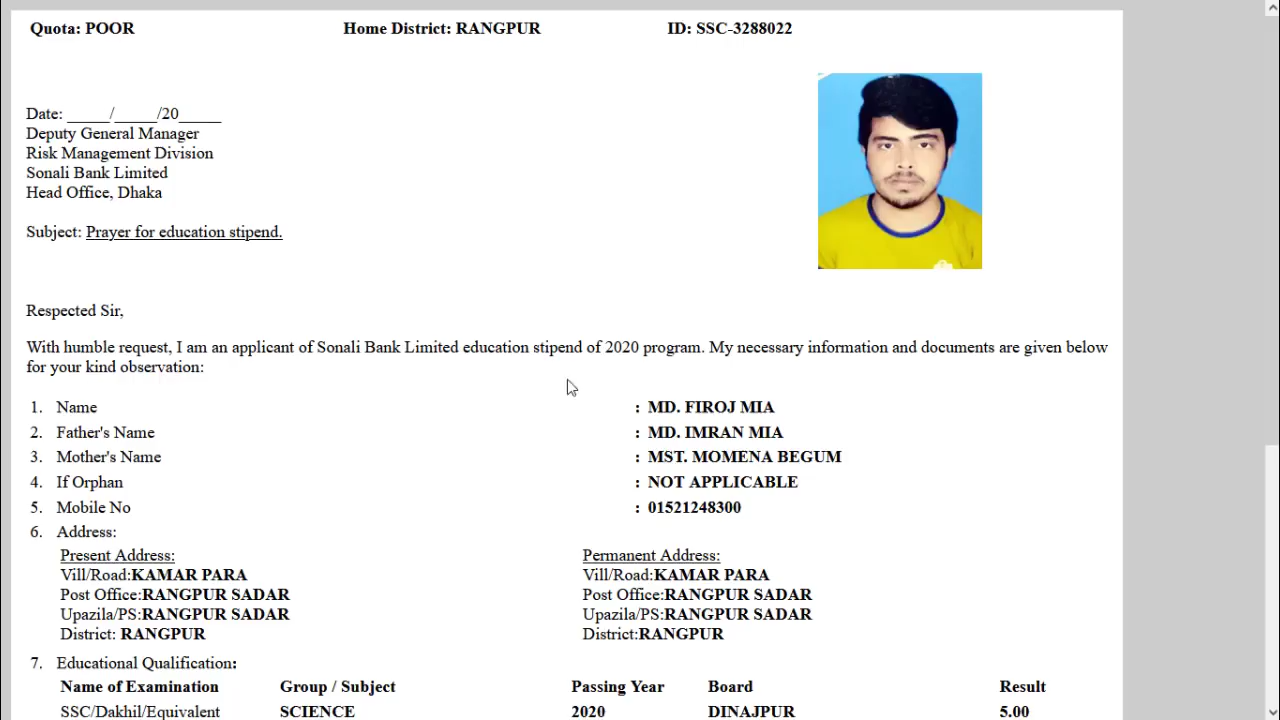 Quota: POOR Home District: RANGPUR ID: SSC-3288022
Date: _____/_____/20_____
Deputy General Manager
Risk Management Division
Sonali Bank Limited
Head Office, Dhaka
Subject: Prayer for education stipend.
Respected Sir,
With humble request, I am an applicant of Sonali Bank Limited education stipend of 2020 program. My necessary information and documents are given below
for your kind observation:
1. Name : MD. FIROJ MIA
2. Father's Name : MD. IMRAN MIA
3. Mother's Name : MST. MOMENA BEGUM
4. If Orphan : NOT APPLICABLE
5. Mobile No : 01521248300
6. Address:
Present Address: Permanent Address:
Vill/Road:KAMAR PARA Vill/Road:KAMAR PARA
Post Office:RANGPUR SADAR Post Office:RANGPUR SADAR
Upazila/PS:RANGPUR SADAR Upazila/PS:RANGPUR SADAR
District: RANGPUR District:RANGPUR
7. Educational Qualification:
Name of Examination Group / Subject Passing Year Board Result
SSC/Dakhil/Equivalent SCIENCE 2020 DINAJPUR 5.00